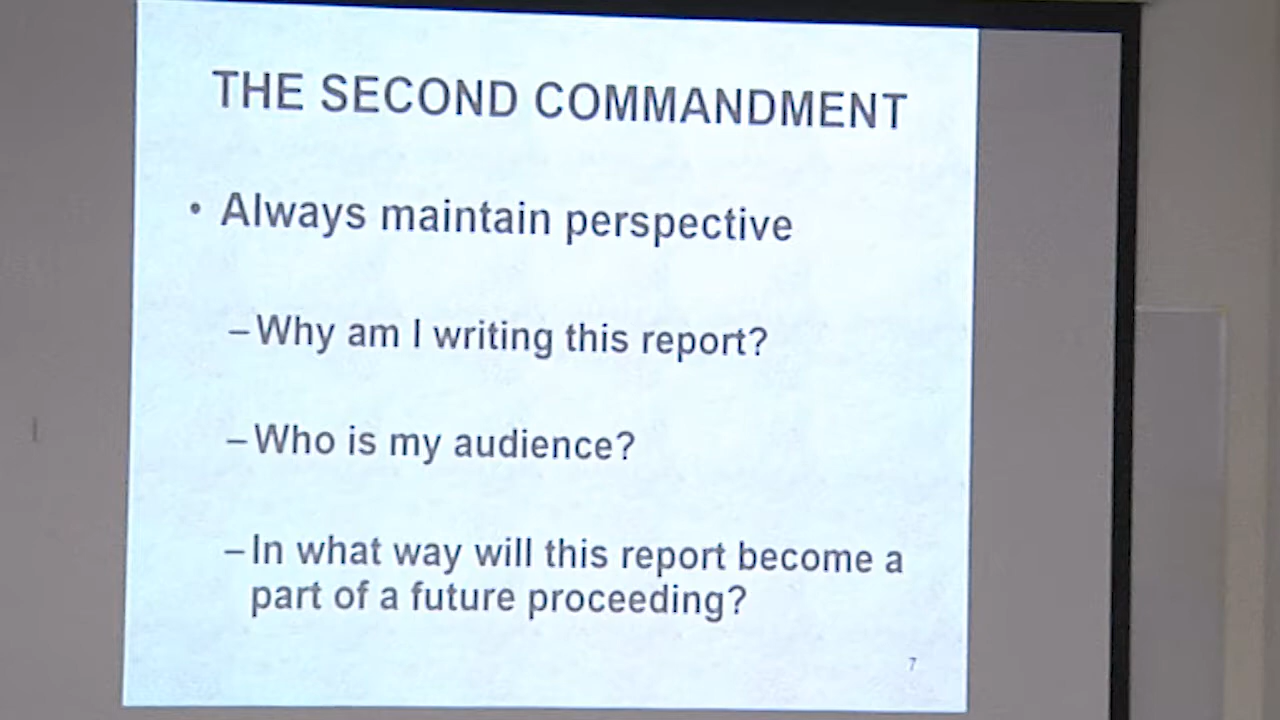 THE SECOND COMMANDMENT
• Always maintain perspective
–Why am I writing this report?
–Who is my audience?
–In what way will this report become a
part of a future proceeding?
7